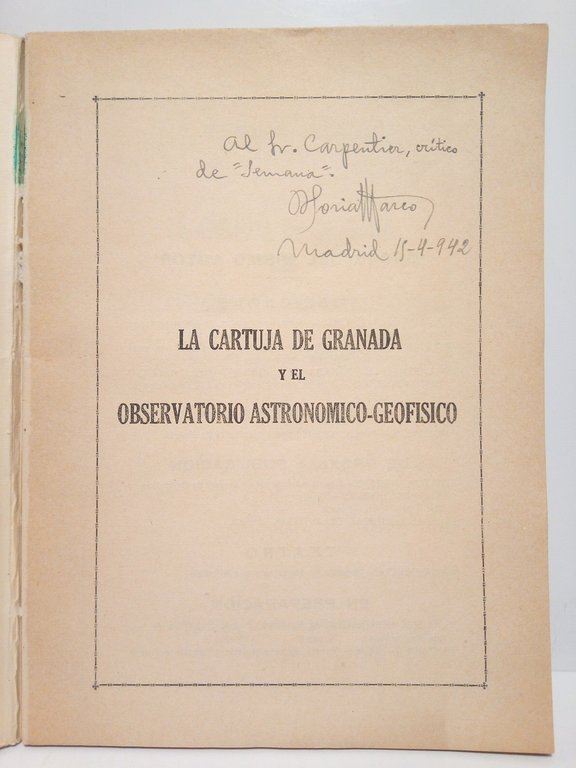 Al Sr. Carpentier, crítico
de "Semana".
Madrid 15-4-942
LA CARTUJA DE GRANADA
Y EL
OBSERVATORIO ASTRONOMICO-GEOFISICO